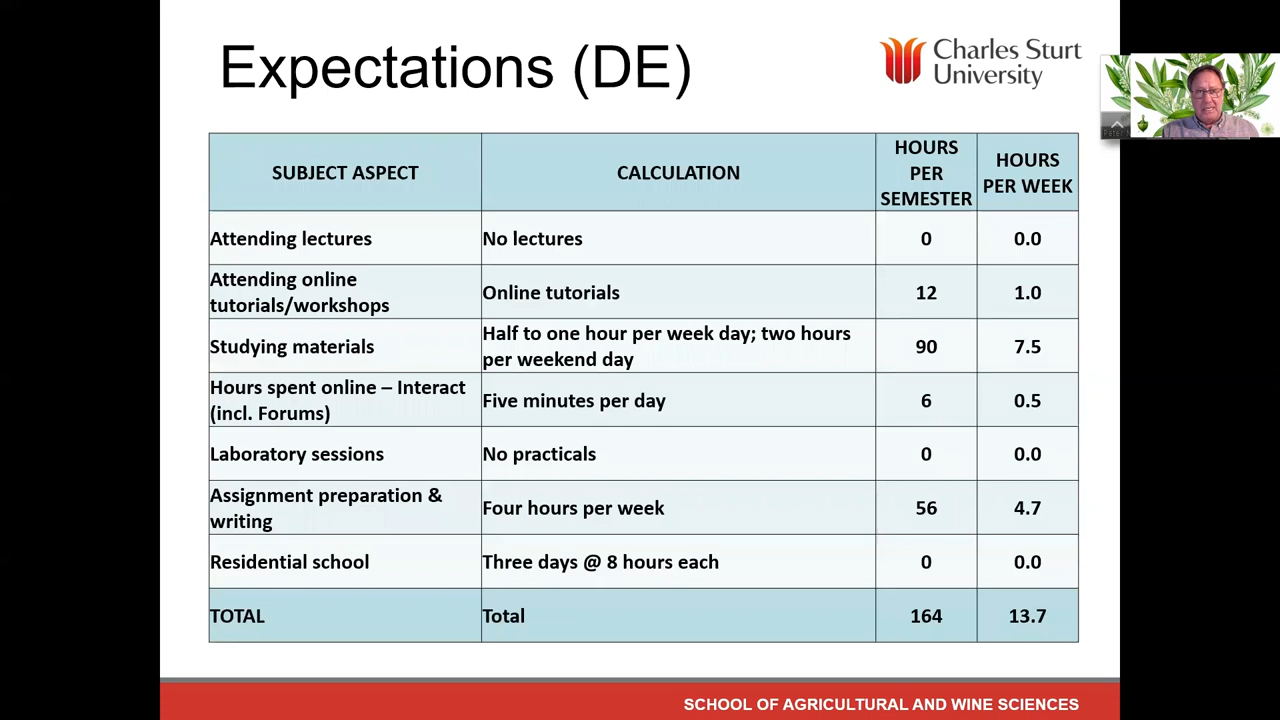 Expectations (DE)
Charles Sturt
University
SUBJECT ASPECT
CALCULATION
HOURS
PER
SEMESTER
HOURS
PER WEEK
Attending lectures
No lectures
0
0.0
Attending online
tutorials/workshops
Online tutorials
12
1.0
Studying materials
Half to one hour per week day; two hours
per weekend day
90
7.5
Hours spent online – Interact
(incl. Forums)
Five minutes per day
6
0.5
Laboratory sessions
No practicals
0
0.0
Assignment preparation &
writing
Four hours per week
56
4.7
Residential school
Three days @ 8 hours each
0
0.0
TOTAL
Total
164
13.7
SCHOOL OF AGRICULTURAL AND WINE SCIENCES